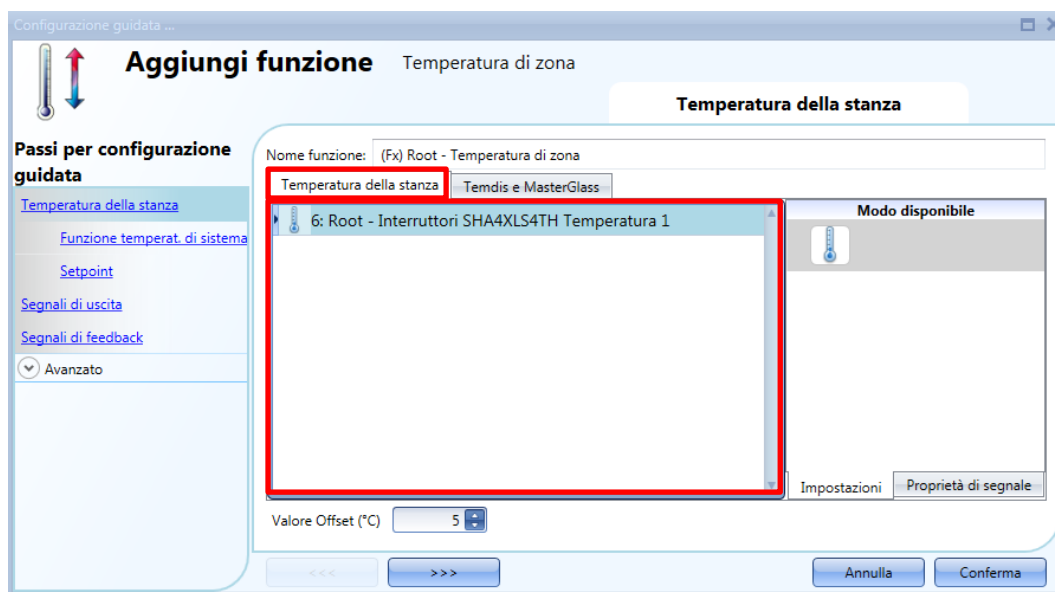 Configurazione guidata ...
Aggiungi funzione Temperatura di zona
Temperatura della stanza
Passi per configurazione
guidata
Temperatura della stanza
Funzione temperat. di sistema
Setpoint
Segnali di uscita
Segnali di feedback
Avanzato
Nome funzione: (Fx) Root - Temperatura di zona
Temperatura della stanza Temdis e MasterGlass
6: Root - Interruttori SHA4XLS4TH Temperatura 1
Modo disponibile
Impostazioni Proprietà di segnale
Valore Offset (°C) 5
<<< >>> Annulla Conferma